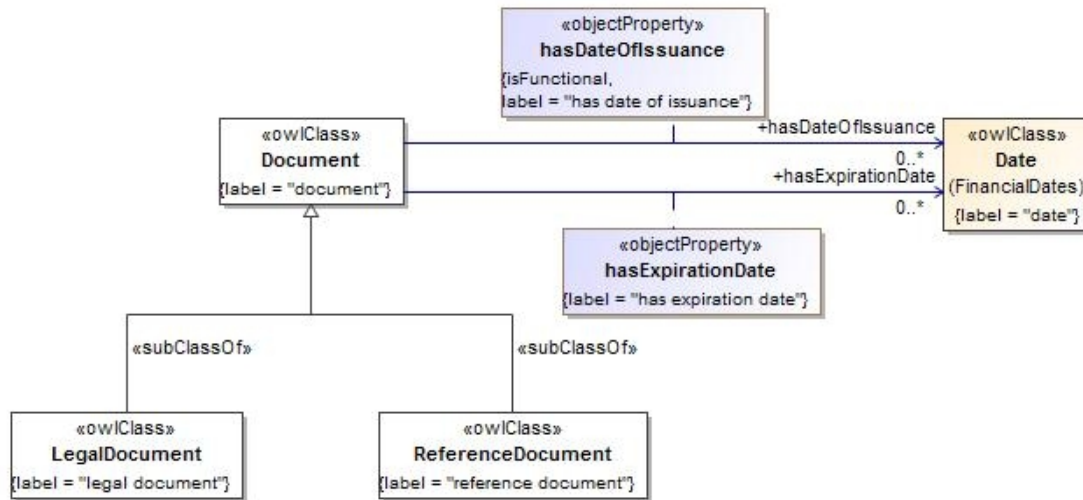 «objectProperty»
hasDateOfIssuance
{isFunctional,
label = "has date of issuance"}
«owlClass»
Document
{label = "document"}
+hasDateOfIssuance
0..*
+hasExpirationDate
0..*
«owlClass»
Date
(FinancialDates)
{label = "date"}
«objectProperty»
hasExpirationDate
{label = "has expiration date"}
«subClassOf»
«subClassOf»
«owlClass»
LegalDocument
{label = "legal document"}
«owlClass»
ReferenceDocument
{label = "reference document"}